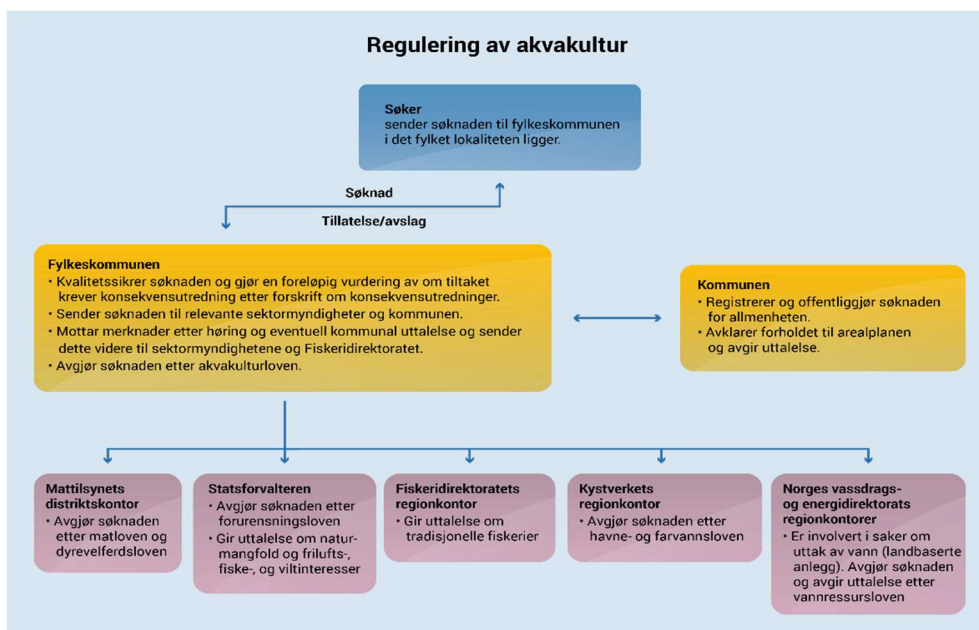 Regulering av akvakultur
Søker
sender søknaden til fylkeskommunen
i det fylket lokaliteten ligger.
Søknad
Tillatelse/avslag
Fylkeskommunen
• Kvalitetssikrer søknaden og gjør en foreløpig vurdering av om tiltaket
krever konsekvensutredning etter forskrift om konsekvensutredninger.
• Sender søknaden til relevante sektormyndigheter og kommunen.
• Mottar merknader etter høring og eventuell kommunal uttalelse og sender
dette videre til sektormyndighetene og Fiskeridirektoratet.
• Avgjør søknaden etter akvakulturloven.
Kommunen
• Registrerer og offentliggjør søknaden
for allmenheten.
• Avklarer forholdet til arealplanen
og avgir uttalelse.
Mattilsynets
distriktskontor
• Avgjør søknaden
etter matloven og
dyrevelferdsloven
Statsforvalteren
• Avgjør søknaden etter
forurensningsloven
• Gir uttalelse om natur-
mangfold og frilufts-,
fiske-, og viltinteresser
Fiskeridirektoratets
regionkontor
• Gir uttalelse om
tradisjonelle fiskerier
Kystverkets
regionkontor
• Avgjør søknaden etter
havne- og farvannsloven
Norges vassdrags-
og energidirektorats
regionkontorer
• Er involvert i saker om
uttak av vann (landbaserte
anlegg). Avgjør søknaden
og avgir uttalelse etter
vannressursloven